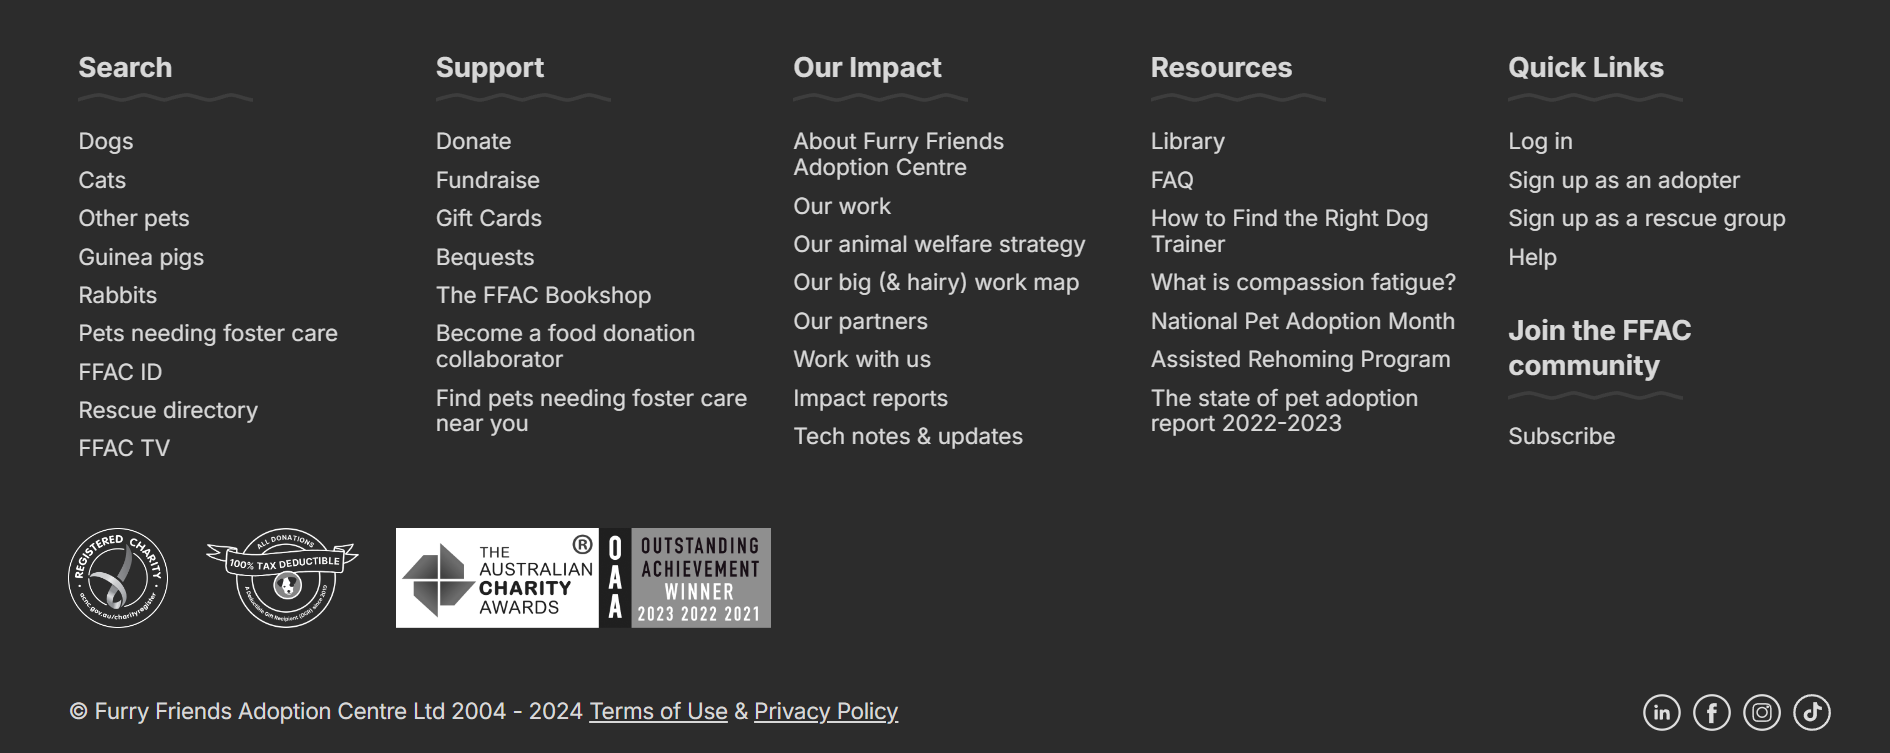 Search
Dogs
Cats
Other pets
Guinea pigs
Rabbits
Pets needing foster care
FFAC ID
Rescue directory
FFAC TV
Support
Donate
Fundraise
Gift Cards
Bequests
The FFAC Bookshop
Become a food donation
collaborator
Find pets needing foster care
near you
Our Impact
About Furry Friends
Adoption Centre
Our work
Our animal welfare strategy
Our big (& hairy) work map
Our partners
Work with us
Impact reports
Tech notes & updates
Resources
Library
FAQ
How to Find the Right Dog
Trainer
What is compassion fatigue?
National Pet Adoption Month
Assisted Rehoming Program
The state of pet adoption
report 2022-2023
Quick Links
Log in
Sign up as an adopter
Sign up as a rescue group
Help
Join the FFAC
community
Subscribe
REGISTERED CHARITY
acnc.gov.au/charityregister
ALL DONATIONS
100% TAX DEDUCTIBLE
A Deductible Gift Recipient (DGR) since 2010
THE
AUSTRALIAN
CHARITY
AWARDS
®
OAA
OUTSTANDING
ACHIEVEMENT
WINNER
2023 2022 2021
© Furry Friends Adoption Centre Ltd 2004 - 2024 Terms of Use & Privacy Policy
in